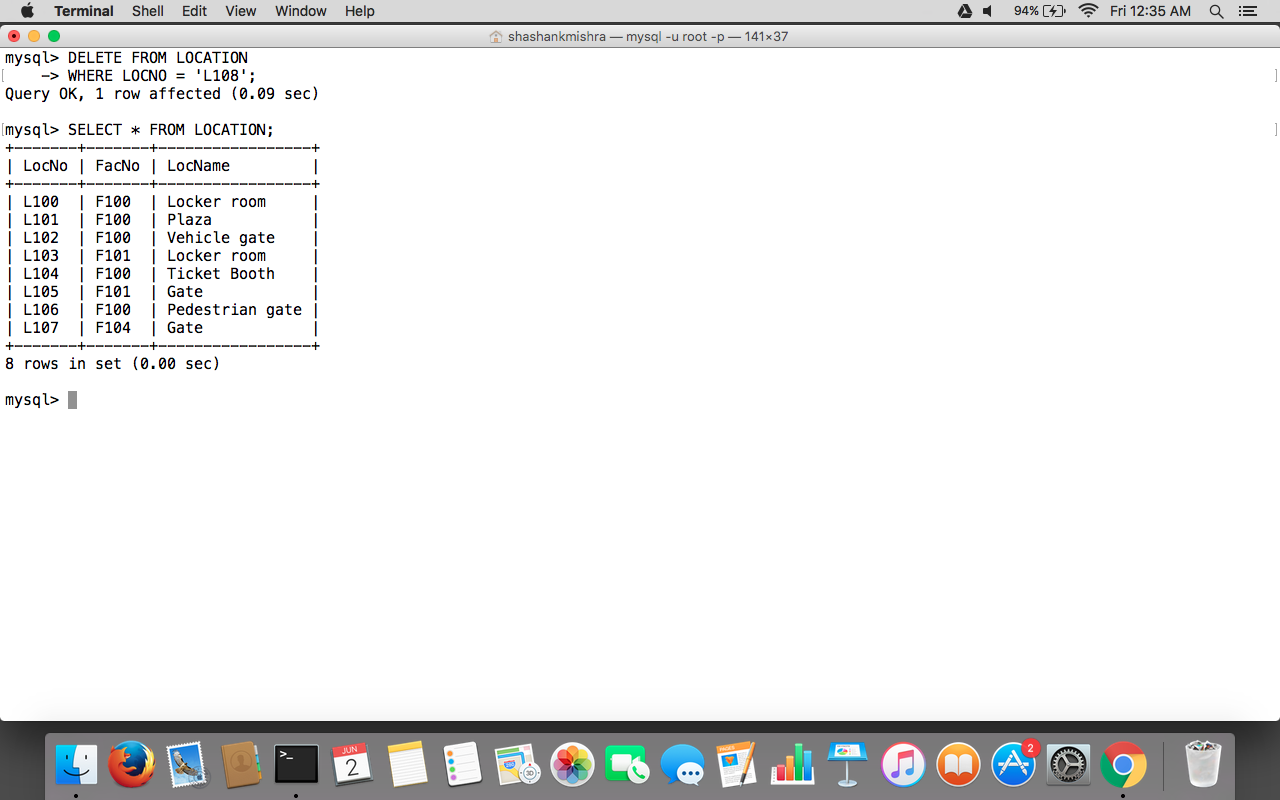 Terminal Shell Edit View Window Help 94% Fri 12:35 AM
shashankmishra — mysql -u root -p — 141×37
mysql> DELETE FROM LOCATION
[    -> WHERE LOCNO = 'L108'; ]
Query OK, 1 row affected (0.09 sec)

[mysql> SELECT * FROM LOCATION; ]
+-------+-------+-----------------+
| LocNo | FacNo | LocName         |
+-------+-------+-----------------+
| L100  | F100  | Locker room     |
| L101  | F100  | Plaza           |
| L102  | F100  | Vehicle gate    |
| L103  | F101  | Locker room     |
| L104  | F100  | Ticket Booth    |
| L105  | F101  | Gate            |
| L106  | F100  | Pedestrian gate |
| L107  | F104  | Gate            |
+-------+-------+-----------------+
8 rows in set (0.00 sec)

mysql>
>_
JUN
2
3D
PAGES
2